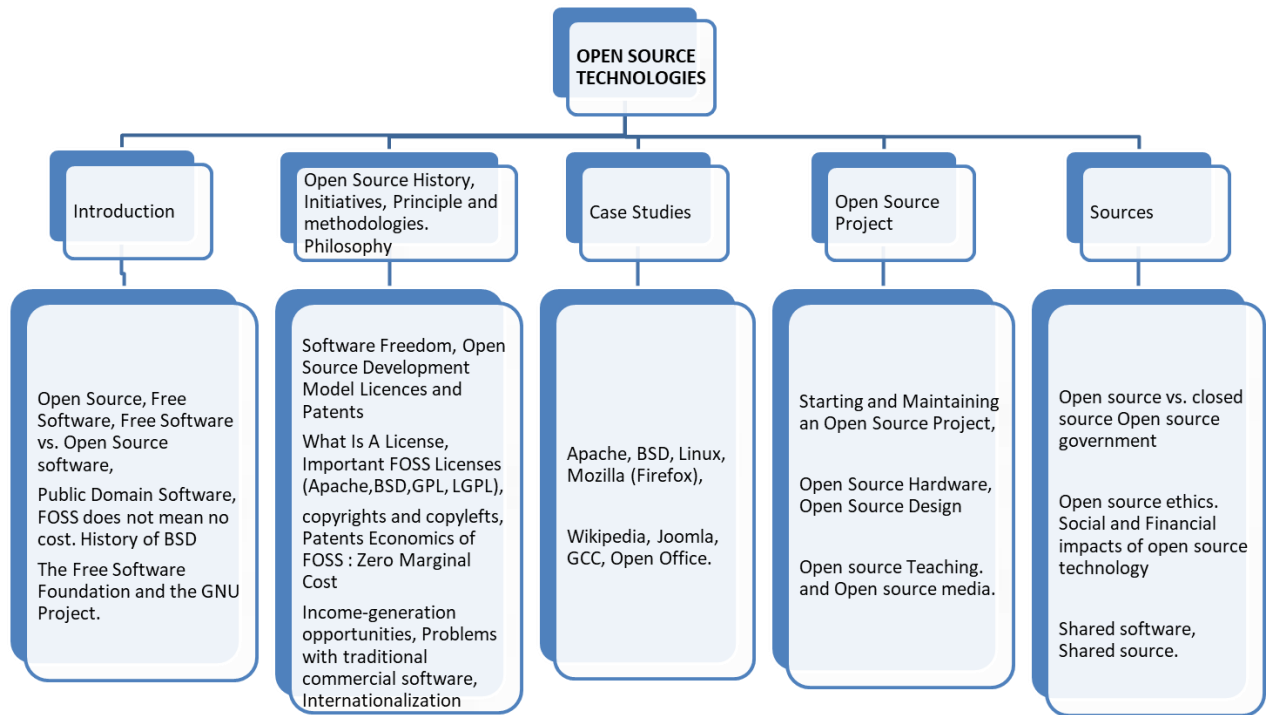 OPEN SOURCE
TECHNOLOGIES
Introduction
Open Source History,
Initiatives, Principle and
methodologies.
Philosophy
Case Studies
Open Source
Project
Sources
Open Source, Free
Software, Free Software
vs. Open Source
software,
Public Domain Software,
FOSS does not mean no
cost. History of BSD
The Free Software
Foundation and the GNU
Project.
Software Freedom, Open
Source Development
Model Licences and
Patents
What Is A License,
Important FOSS Licenses
(Apache,BSD,GPL, LGPL),
copyrights and copylefts,
Patents Economics of
FOSS : Zero Marginal
Cost
Income-generation
opportunities, Problems
with traditional
commercial software,
Internationalization
Apache, BSD, Linux,
Mozilla (Firefox),
Wikipedia, Joomla,
GCC, Open Office.
Starting and Maintaining
an Open Source Project,
Open Source Hardware,
Open Source Design
Open source Teaching.
and Open source media.
Open source vs. closed
source Open source
government
Open source ethics.
Social and Financial
impacts of open source
technology
Shared software,
Shared source.